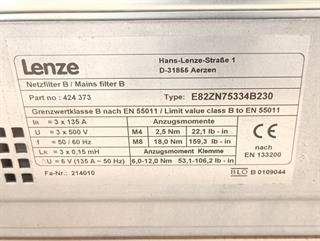 Lenze
Hans-Lenze-Straße 1
D-31855 Aerzen
Netzfilter B / Mains filter B
Part no : 424 373 Type: E82ZN75334B230
Grenzwertklasse B nach EN 55011 / Limit value class B to EN 55011
IN = 3 x 135 A Anzugsmomente
U = 3 x 500 V M4 2,5 Nm 22,1 lb - in
f = 50 / 60 Hz M8 18,0 Nm 159,3 lb - in
LN = 3 x 0,15 mH Anzugsmoment Klemme
ΔU = 6 V (135 A ~ 50 Hz) 6,0-12,0 Nm 53,1-106,2 lb - in
CE
nach
EN 133200
Fa-Nr.: 214010
BLO B 0109044